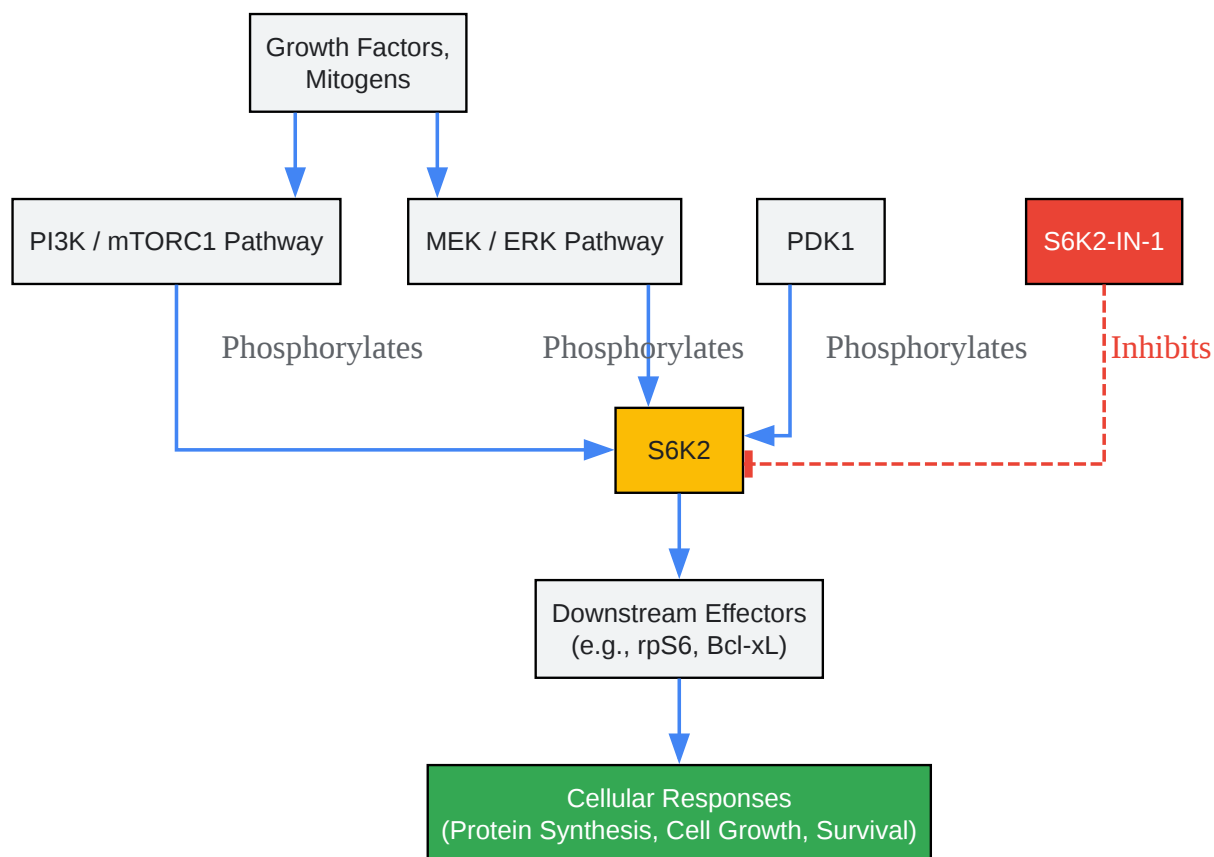 Growth Factors,
Mitogens
PI3K / mTORC1 Pathway
MEK / ERK Pathway
PDK1
S6K2-IN-1
Phosphorylates
Phosphorylates
Phosphorylates
Inhibits
S6K2
Downstream Effectors
(e.g., rpS6, Bcl-xL)
Cellular Responses
(Protein Synthesis, Cell Growth, Survival)